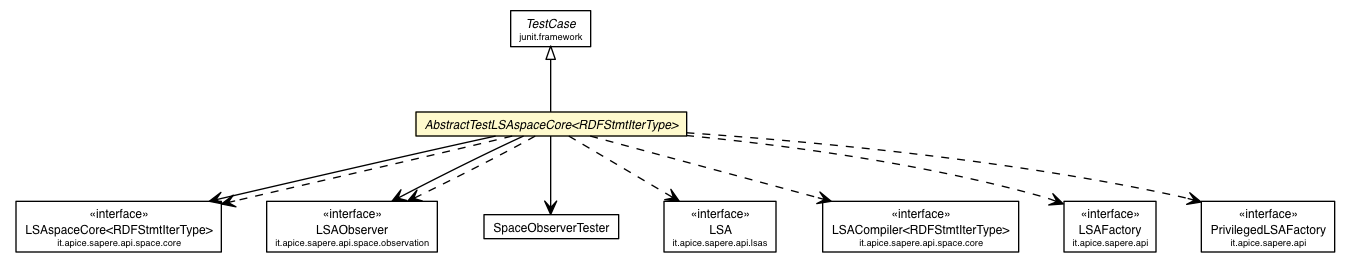 TestCase
junit.framework
AbstractTestLSAspaceCore<RDFStmtIterType>
«interface»
LSAspaceCore<RDFStmtIterType>
it.apice.sapere.api.space.core
«interface»
LSAObserver
it.apice.sapere.api.space.observation
SpaceObserverTester
«interface»
LSA
it.apice.sapere.api.lsas
«interface»
LSACompiler<RDFStmtIterType>
it.apice.sapere.api.space.core
«interface»
LSAFactory
it.apice.sapere.api
«interface»
PrivilegedLSAFactory
it.apice.sapere.api